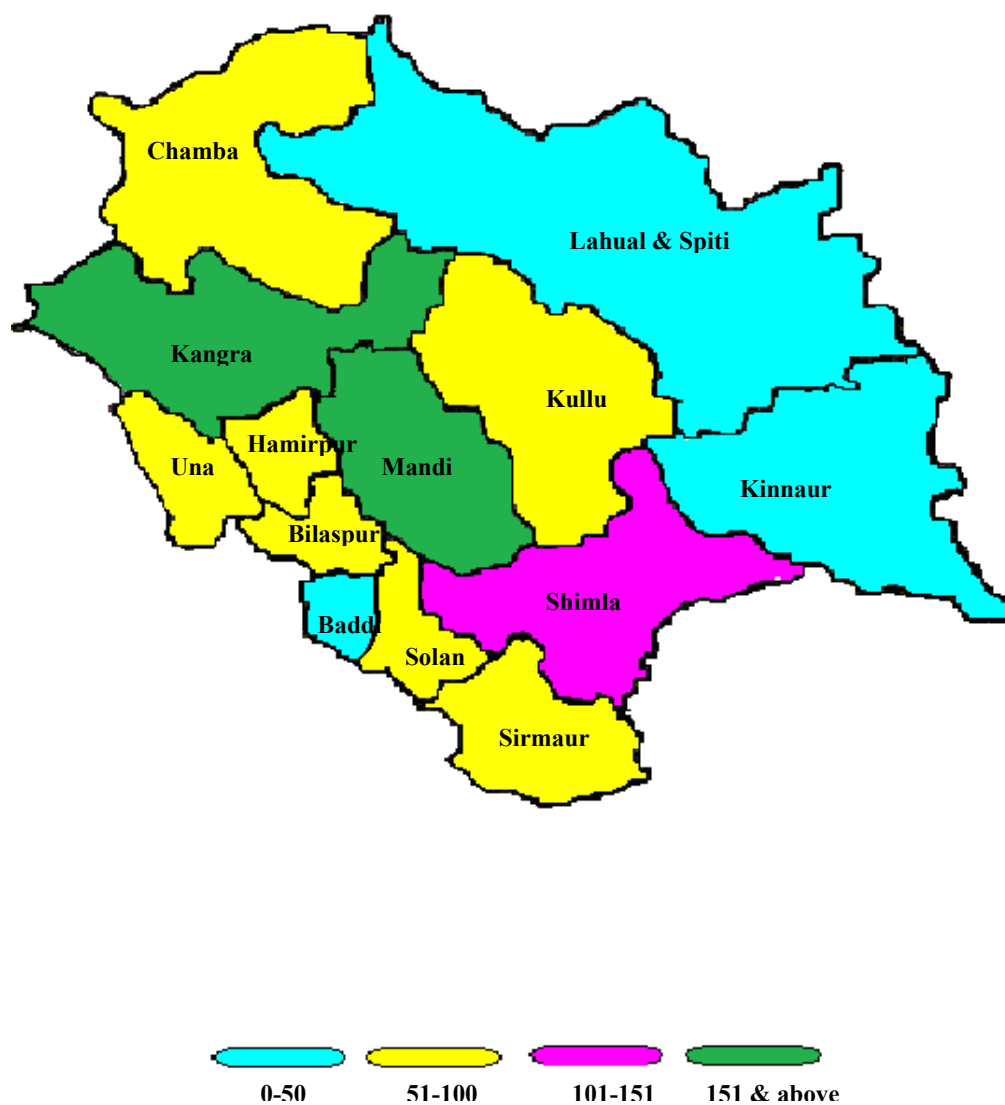 Chamba
Lahual & Spiti
Kangra
Kullu
Hamirpur
Una
Mandi
Kinnaur
Bilaspur
Shimla
Baddi
Solan
Sirmaur
0-50 51-100 101-151 151 & above